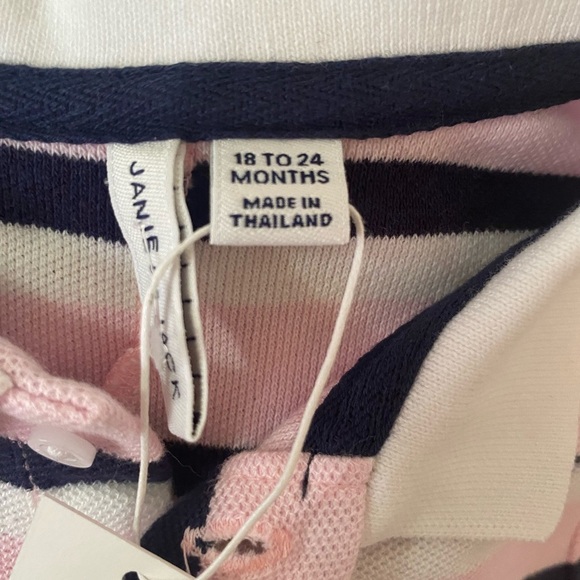 18 TO 24
MONTHS
MADE IN
THAILAND
JANIE